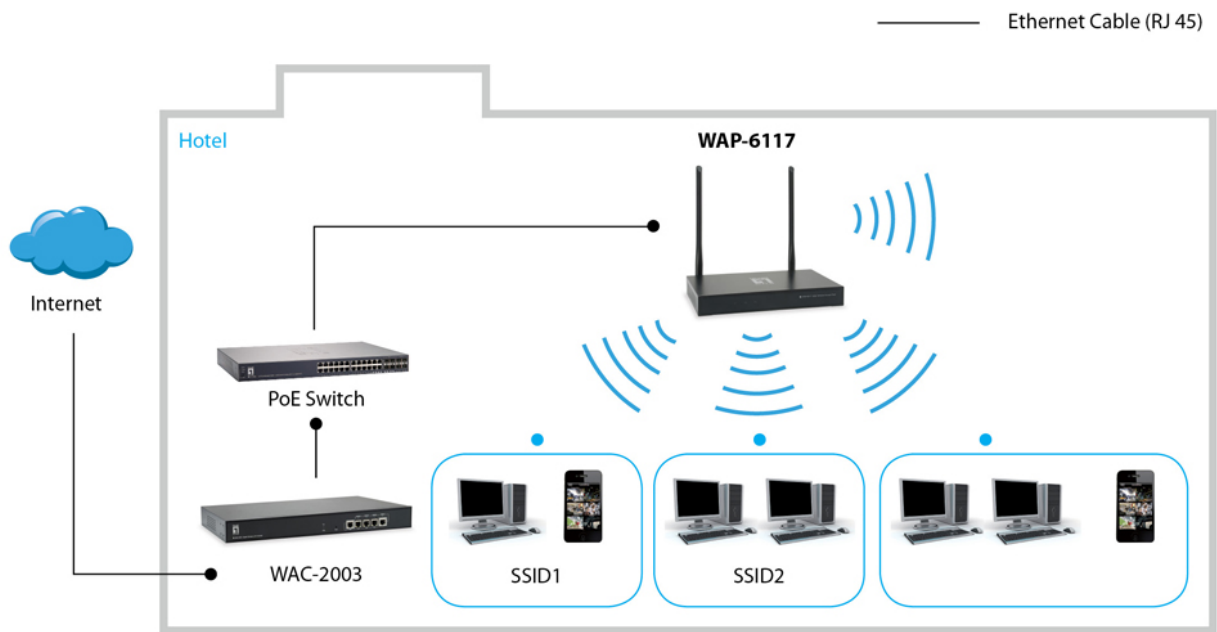 Ethernet Cable (RJ 45)
Hotel
WAP-6117
Internet
PoE Switch
WAC-2003
SSID1
SSID2